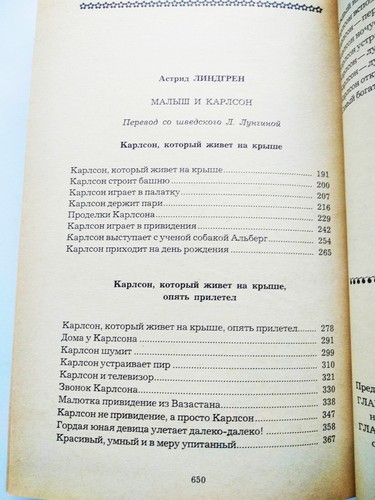 Астрид ЛИНДГРЕН
МАЛЫШ И КАРЛСОН
Перевод со шведского Л. Лунгиной
Карлсон, который живет на крыше
Карлсон, который живет на крыше 191
Карлсон строит башню 200
Карлсон играет в палатку 207
Карлсон держит пари 216
Проделки Карлсона 229
Карлсон играет в привидения 242
Карлсон выступает с ученой собакой Альберг 254
Карлсон приходит на день рождения 265
Карлсон, который живет на крыше,
опять прилетел
Карлсон, который живет на крыше, опять прилетел 278
Дома у Карлсона 291
Карлсон шумит 299
Карлсон устраивает пир 310
Карлсон и телевизор 321
Звонок Карлсона 330
Малютка привидение из Вазастана 338
Карлсон не привидение, а просто Карлсон 347
Гордая юная девица улетает далеко-далеко! 358
Красивый, умный и в меру упитанный 367
650